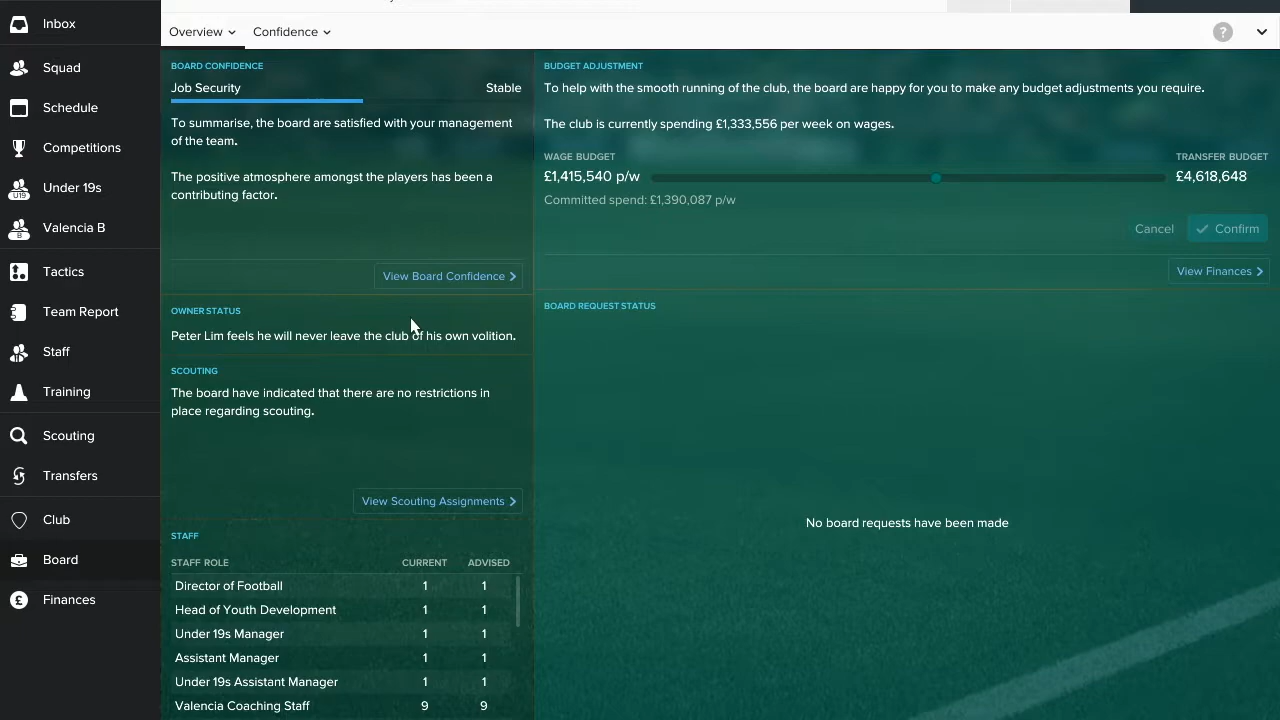 Inbox
Squad
Schedule
Competitions
U19
Under 19s
B
Valencia B
Tactics
Team Report
Staff
Training
Scouting
Transfers
Club
Board
£
Finances
Overview
Confidence
?
BOARD CONFIDENCE
Job Security Stable
To summarise, the board are satisfied with your management
of the team.
The positive atmosphere amongst the players has been a
contributing factor.
View Board Confidence
OWNER STATUS
Peter Lim feels he will never leave the club of his own volition.
SCOUTING
The board have indicated that there are no restrictions in
place regarding scouting.
View Scouting Assignments
STAFF
STAFF ROLE CURRENT ADVISED
Director of Football 1 1
Head of Youth Development 1 1
Under 19s Manager 1 1
Assistant Manager 1 1
Under 19s Assistant Manager 1 1
Valencia Coaching Staff 9 9
BUDGET ADJUSTMENT
To help with the smooth running of the club, the board are happy for you to make any budget adjustments you require.
The club is currently spending £1,333,556 per week on wages.
WAGE BUDGET TRANSFER BUDGET
£1,415,540 p/w £4,618,648
Committed spend: £1,390,087 p/w
Cancel Confirm
View Finances
BOARD REQUEST STATUS
No board requests have been made